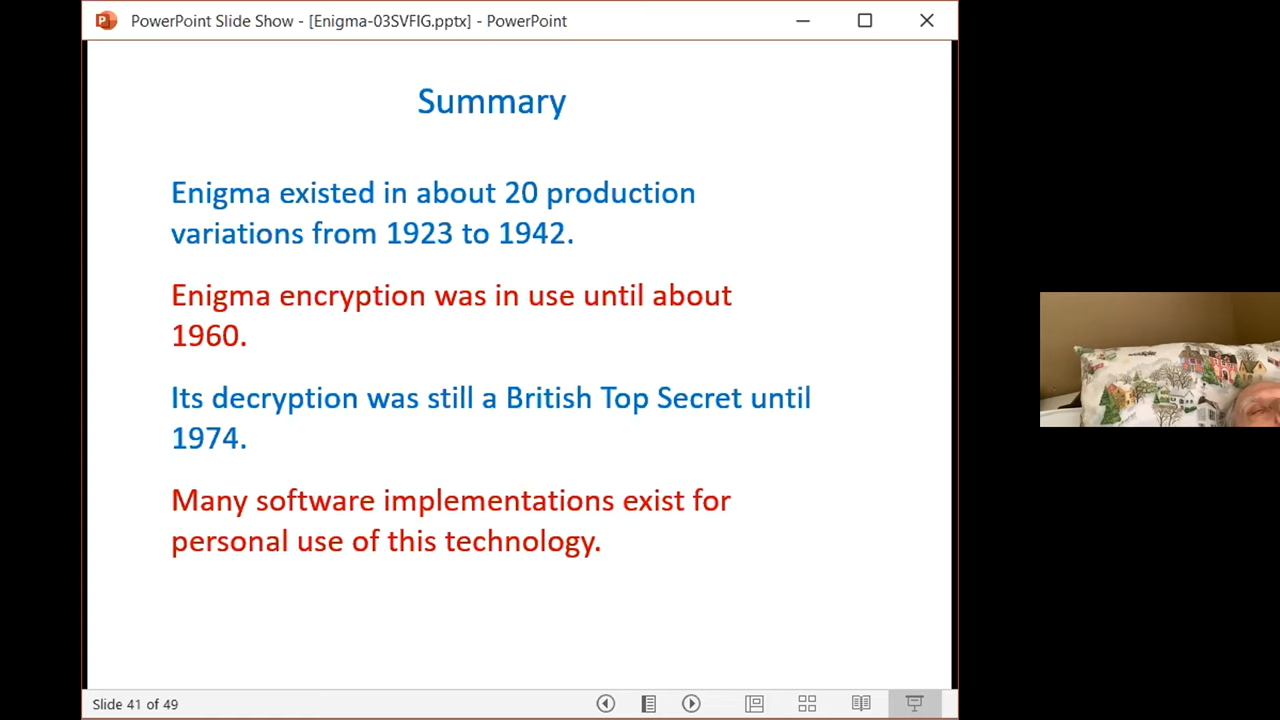 PowerPoint Slide Show - [Enigma-03SVFIG.pptx] - PowerPoint
Summary
Enigma existed in about 20 production
variations from 1923 to 1942.
Enigma encryption was in use until about
1960.
Its decryption was still a British Top Secret until
1974.
Many software implementations exist for
personal use of this technology.
Slide 41 of 49